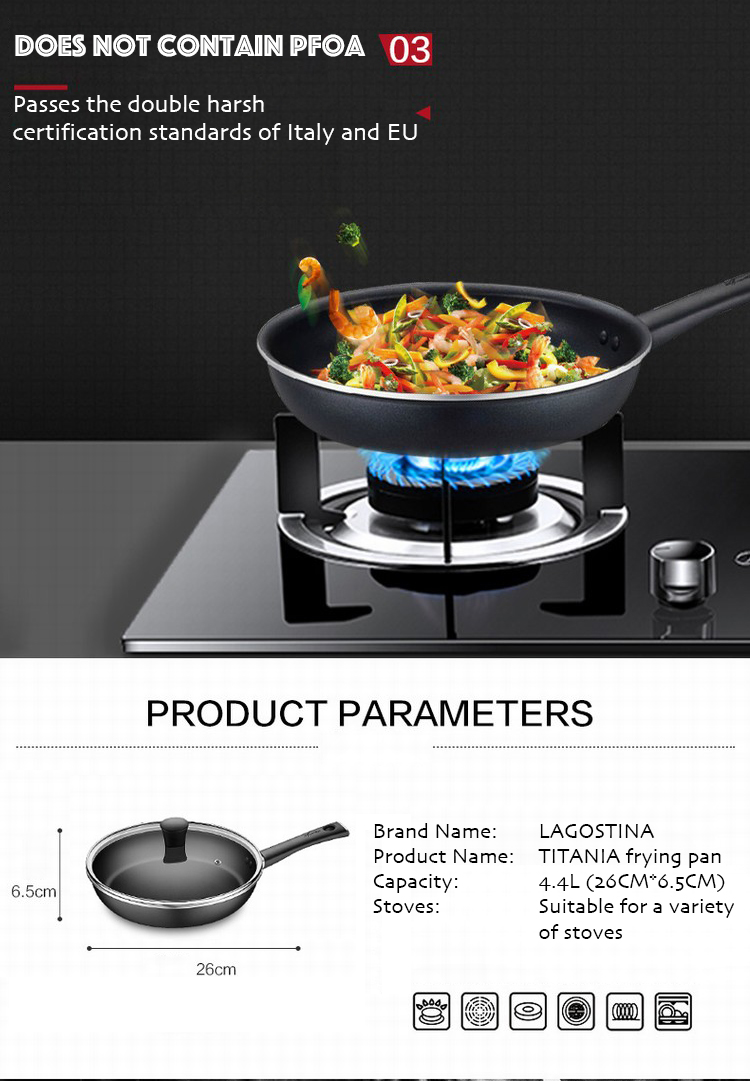 DOES NOT CONTAIN PFOA 03
Passes the double harsh
certification standards of Italy and EU
PRODUCT PARAMETERS
6.5cm
26cm
Brand Name: LAGOSTINA
Product Name: TITANIA frying pan
Capacity: 4.4L (26CM*6.5CM)
Stoves: Suitable for a variety
of stoves